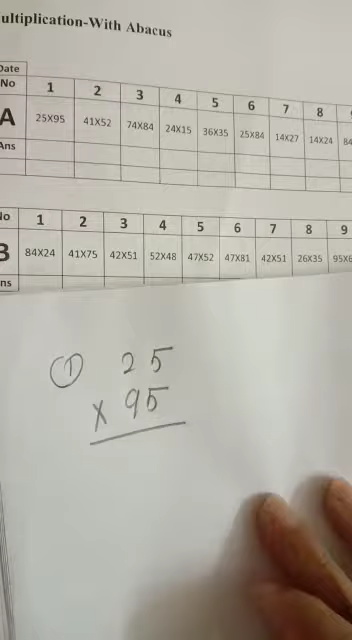 ultiplication-With Abacus
Date
No 1 2 3 4 5 6 7 8
A 25X95 41X52 74X84 24X15 36X35 25X84 14X27 14X24 84
Ans
No 1 2 3 4 5 6 7 8 9
B 84X24 41X75 42X51 52X48 47X52 47X81 42X51 26X35 95X6
ns
① 25
X 95